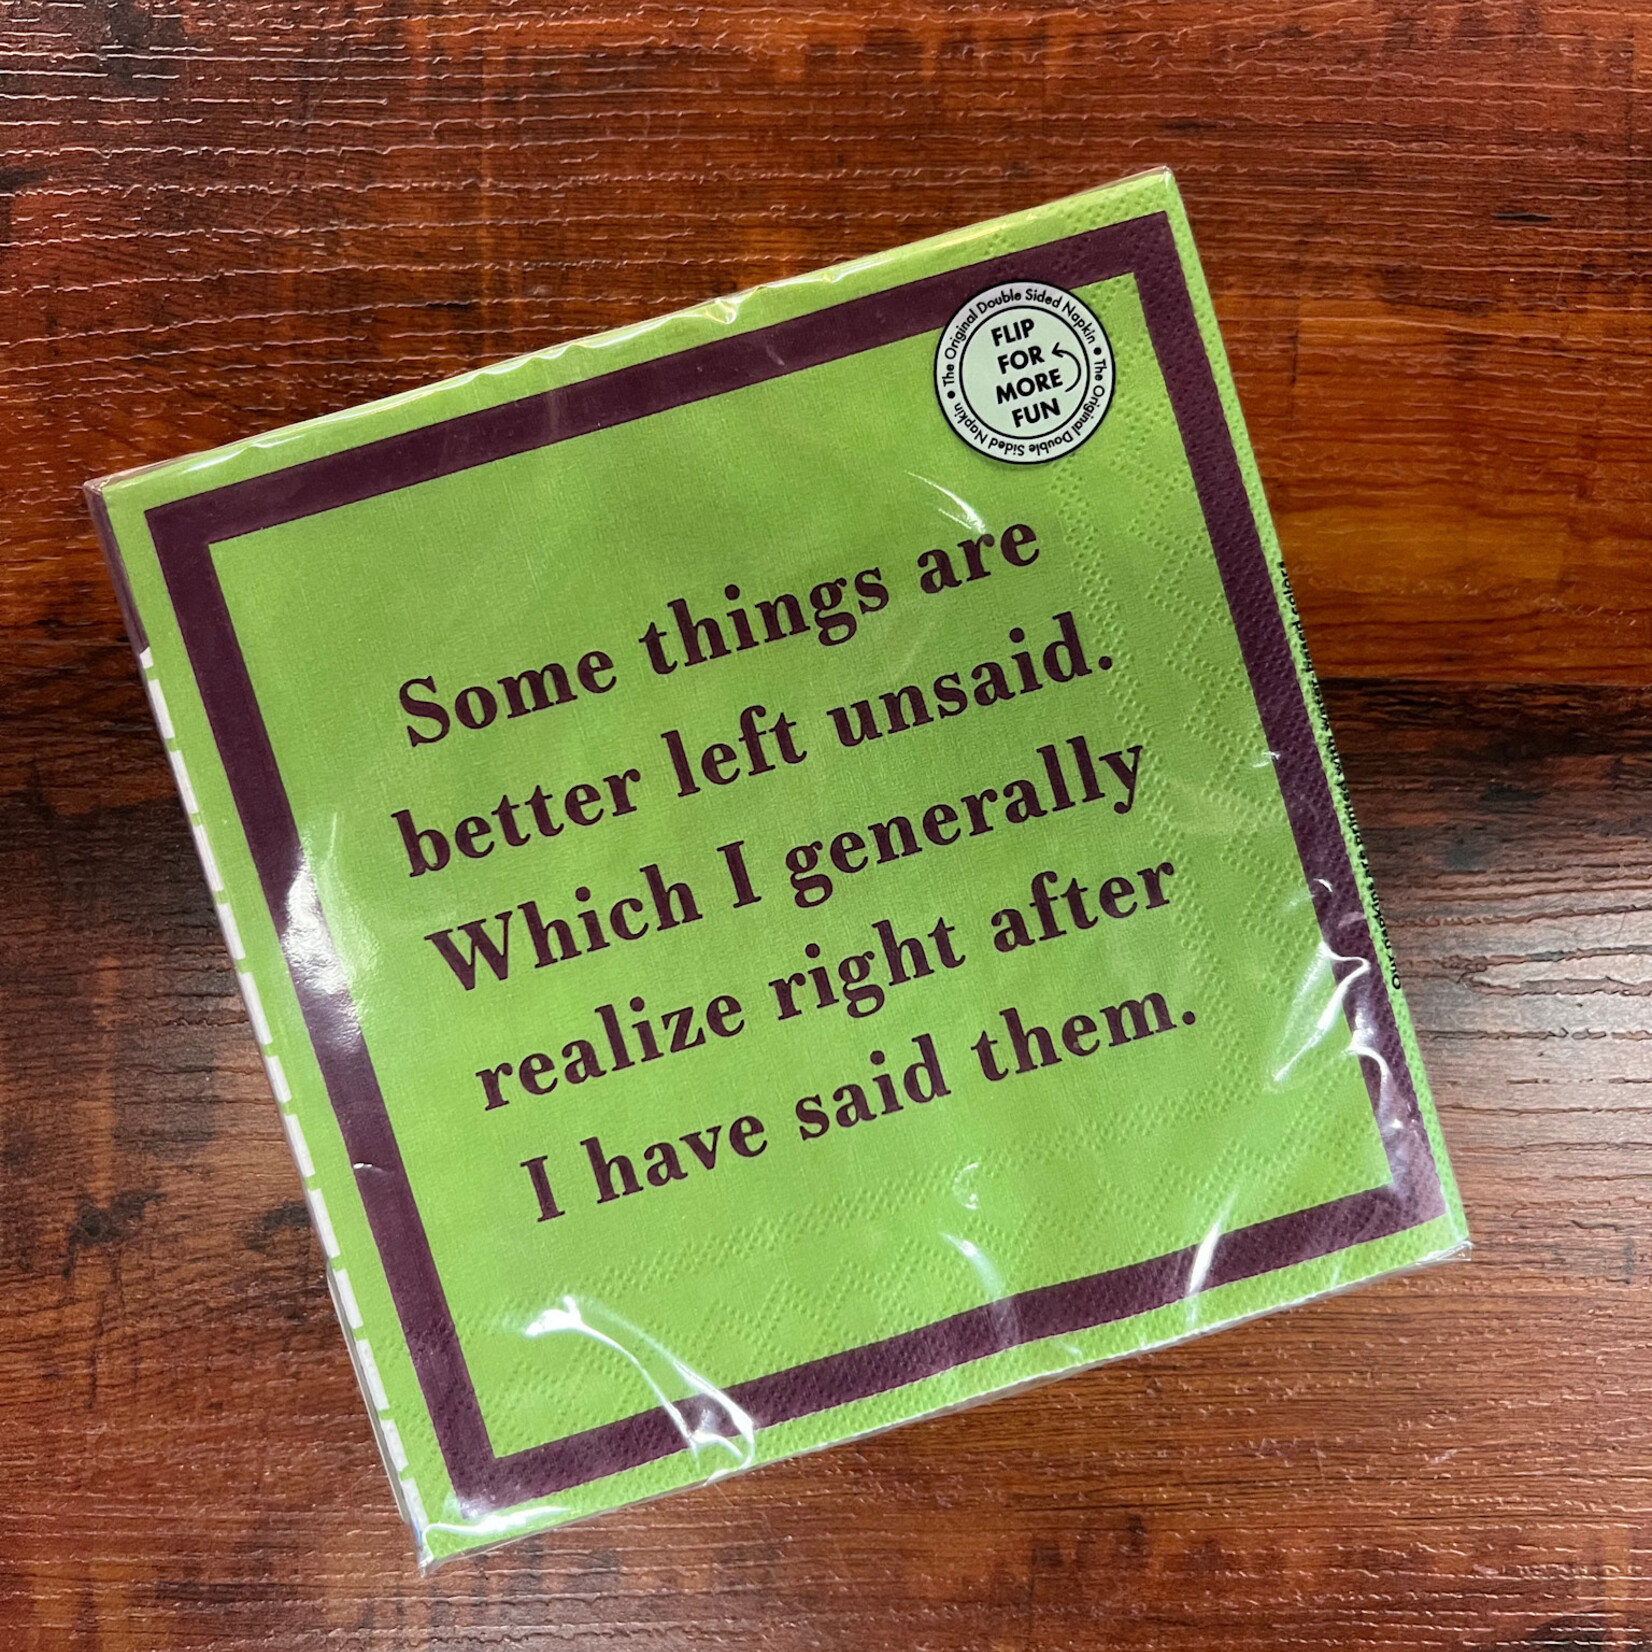 Some things are
better left unsaid.
Which I generally
realize right after
I have said them.
FLIP
FOR
MORE
FUN
The Original Double Sided Napkin • The Original Double Sided Napkin •